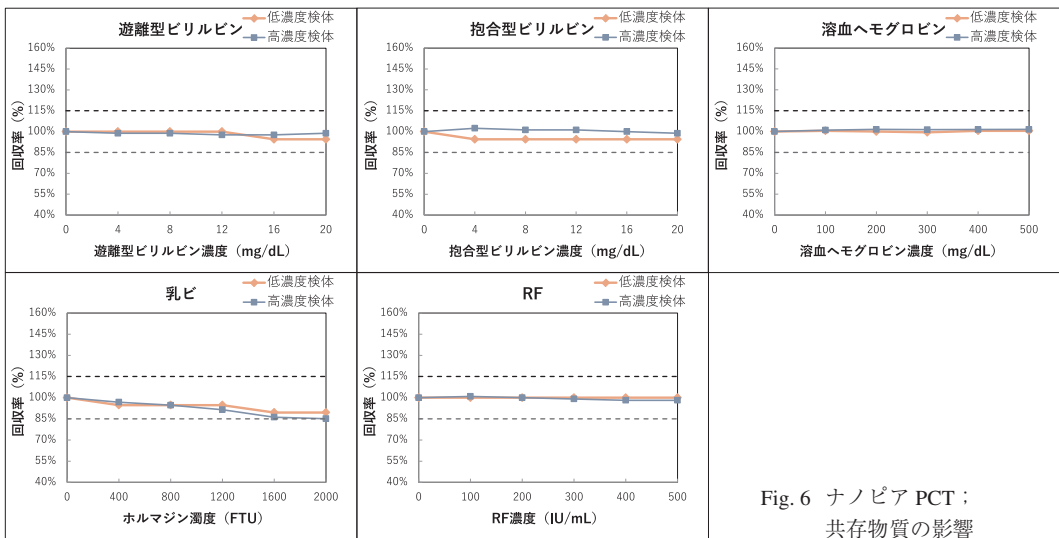 遊離型ビリルビン
低濃度検体
高濃度検体
160%
145%
130%
115%
100%
85%
70%
55%
40%
回収率（%）
0 4 8 12 16 20
遊離型ビリルビン濃度（mg/dL）
抱合型ビリルビン
低濃度検体
高濃度検体
160%
145%
130%
115%
100%
85%
70%
55%
40%
回収率（%）
0 4 8 12 16 20
抱合型ビリルビン濃度（mg/dL）
溶血ヘモグロビン
低濃度検体
高濃度検体
160%
145%
130%
115%
100%
85%
70%
55%
40%
回収率（%）
0 100 200 300 400 500
溶血ヘモグロビン濃度（mg/dL）
乳ビ
低濃度検体
高濃度検体
160%
145%
130%
115%
100%
85%
70%
55%
40%
回収率（%）
0 400 800 1200 1600 2000
ホルマジン濁度（FTU）
RF
低濃度検体
高濃度検体
160%
145%
130%
115%
100%
85%
70%
55%
40%
回収率（%）
0 100 200 300 400 500
RF濃度（IU/mL）
Fig. 6 ナノピア PCT；
共存物質の影響